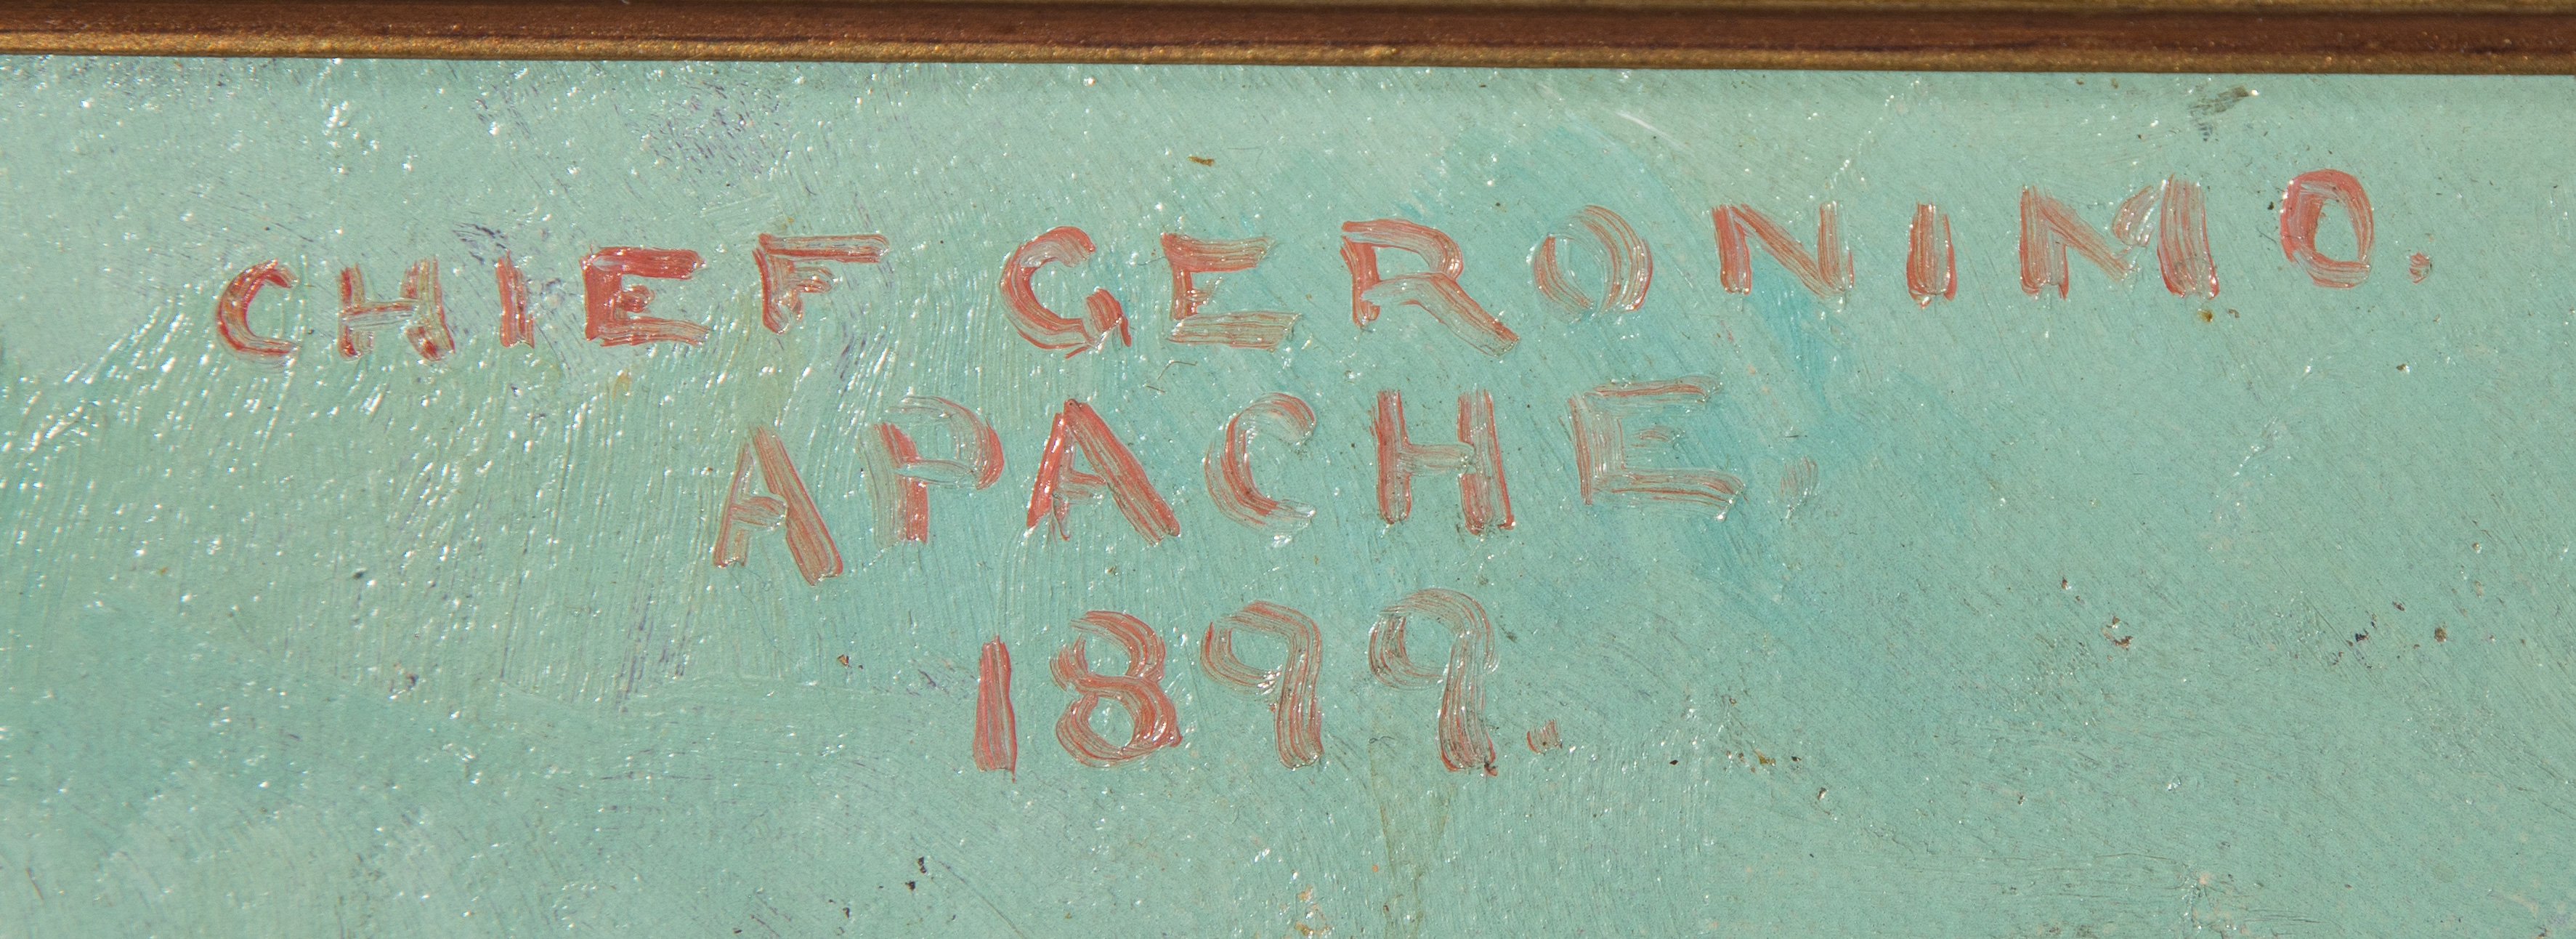 CHIEF GERONIMO.
APACHE.
1899.